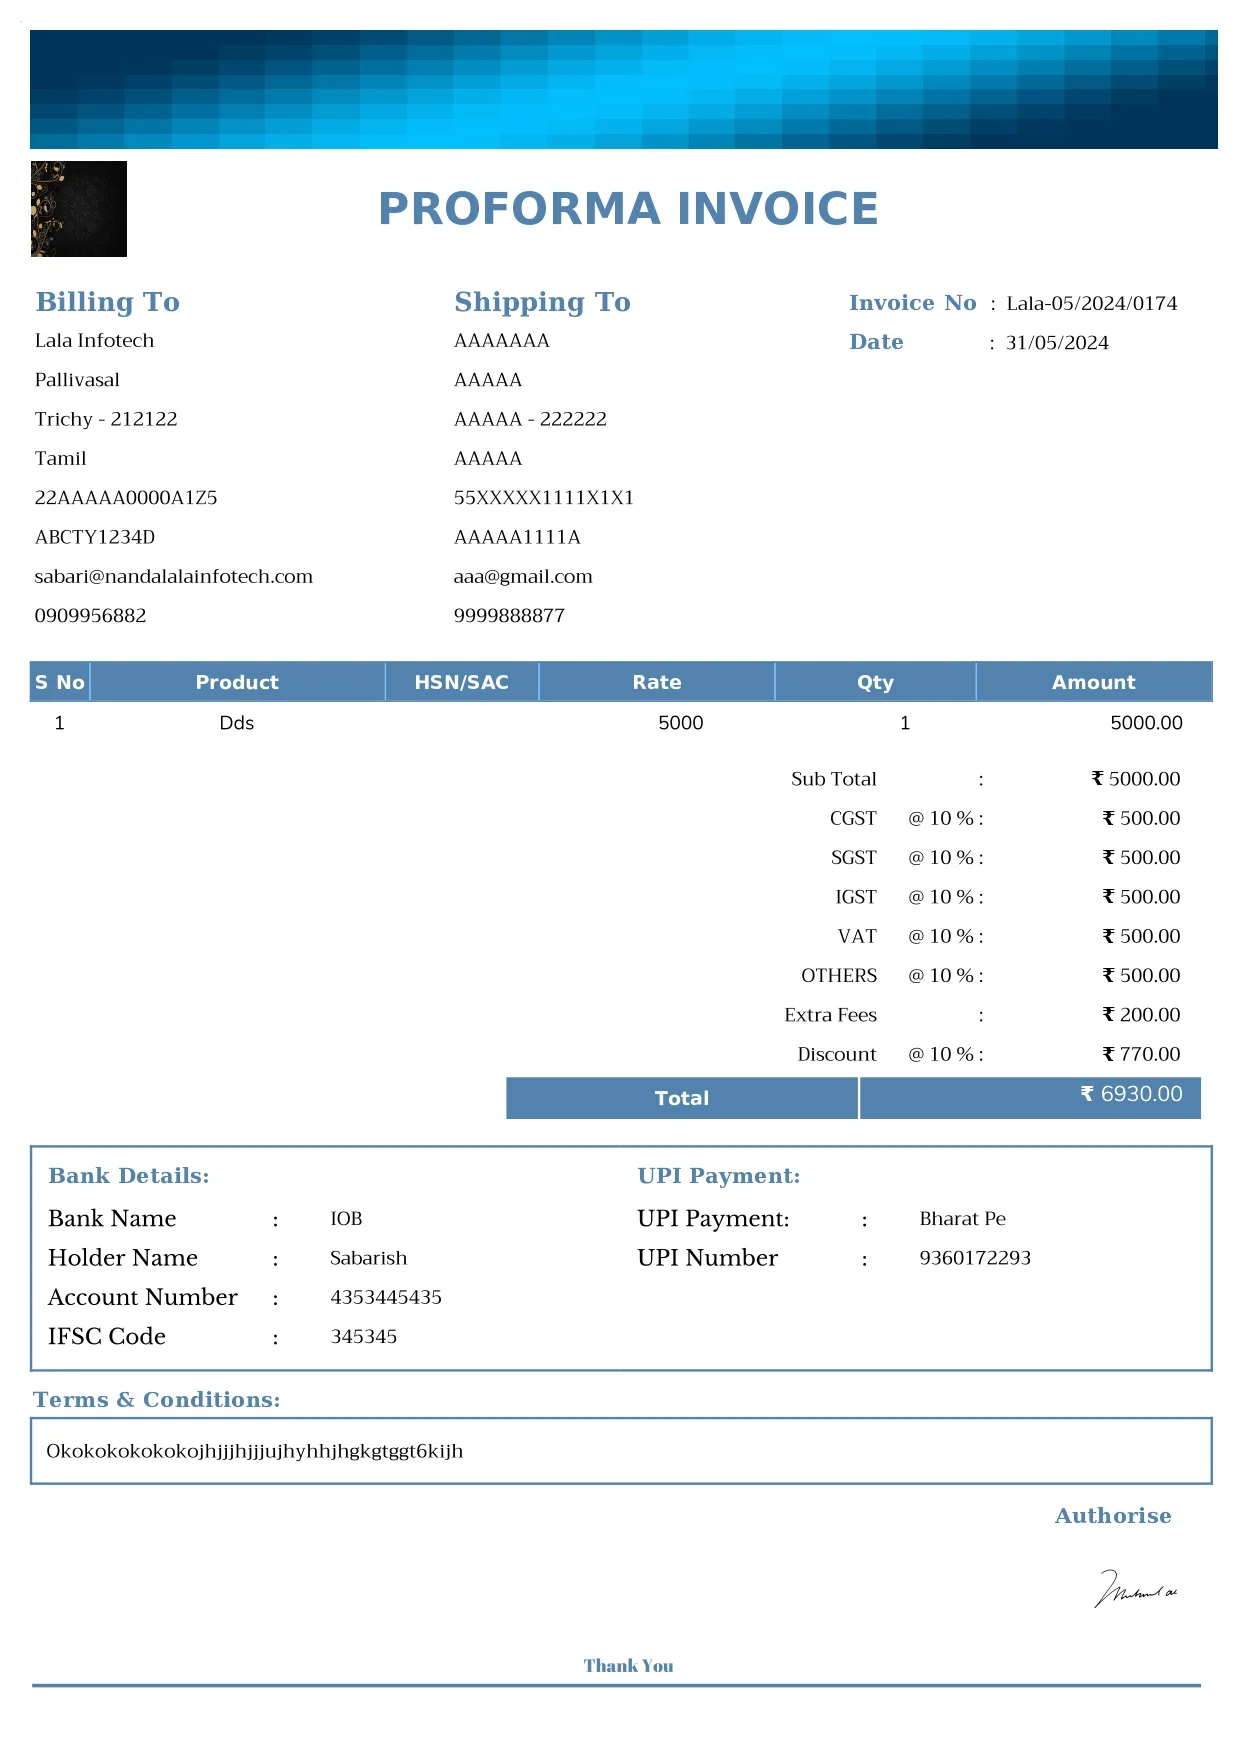 PROFORMA INVOICE
Billing To
Lala Infotech
Pallivasal
Trichy - 212122
Tamil
22AAAAA0000A1Z5
ABCTY1234D
sabari@nandalalainfotech.com
0909956882
Shipping To
AAAAAAA
AAAAA
AAAAA - 222222
AAAAA
55XXXXX1111X1X1
AAAAA1111A
aaa@gmail.com
9999888877
Invoice No : Lala-05/2024/0174
Date : 31/05/2024
S No Product HSN/SAC Rate Qty Amount
1 Dds 5000 1 5000.00
Sub Total : ₹ 5000.00
CGST @ 10 % : ₹ 500.00
SGST @ 10 % : ₹ 500.00
IGST @ 10 % : ₹ 500.00
VAT @ 10 % : ₹ 500.00
OTHERS @ 10 % : ₹ 500.00
Extra Fees : ₹ 200.00
Discount @ 10 % : ₹ 770.00
Total ₹ 6930.00
Bank Details:
Bank Name : IOB
Holder Name : Sabarish
Account Number : 4353445435
IFSC Code : 345345
UPI Payment:
UPI Payment: : Bharat Pe
UPI Number : 9360172293
Terms & Conditions:
Okokokokokokojhjjjhjjjujhyhhjhgkgtggt6kijh
Authorise
Thank You